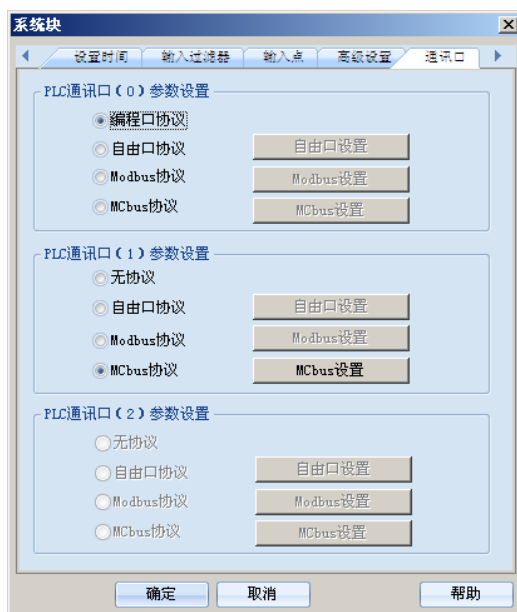 系统块
设置时间 输入过滤器 输入点 高级设置 通讯口
PLC通讯口(0)参数设置
编程口协议
自由口协议 自由口设置
Modbus协议 Modbus设置
MCbus协议 MCbus设置
PLC通讯口(1)参数设置
无协议
自由口协议 自由口设置
Modbus协议 Modbus设置
MCbus协议 MCbus设置
PLC通讯口(2)参数设置
无协议
自由口协议 自由口设置
Modbus协议 Modbus设置
MCbus协议 MCbus设置
确定 取消 帮助